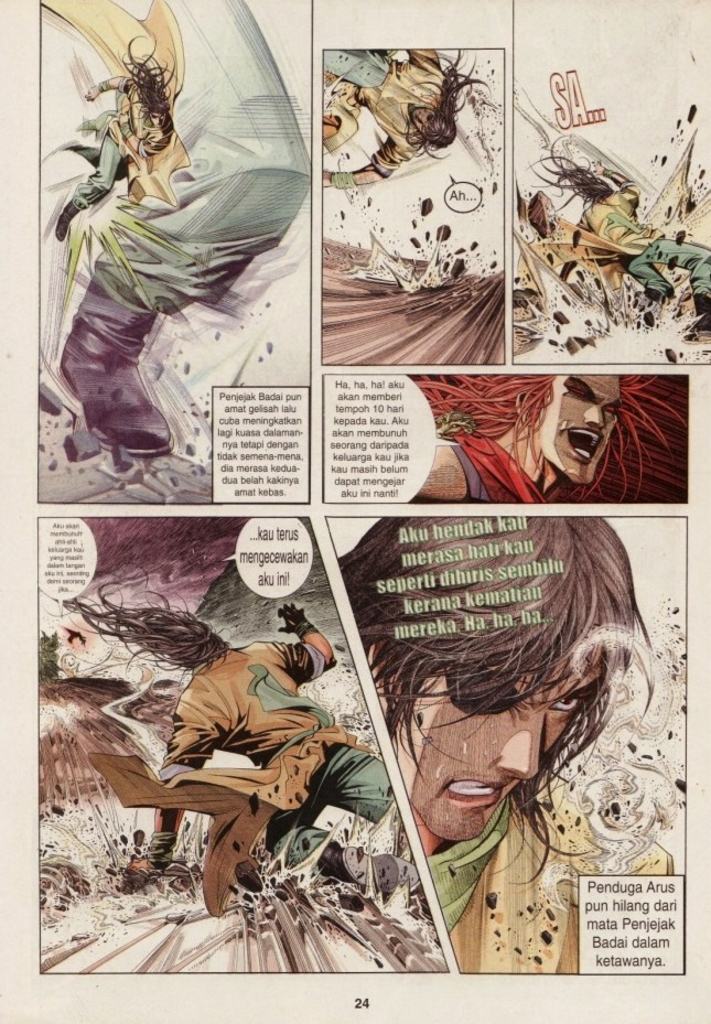 Penjejak Badai pun
amat gelisah lalu
cuba meningkatkan
lagi kuasa dalaman-
nya tetapi dengan
tidak semena-mena,
dia merasa kedua-
dua belah kakinya
amat kebas.
Ah...
SA...
Ha, ha, ha! aku
akan memberi
tempoh 10 hari
kepada kau. Aku
akan membunuh
seorang daripada
keluarga kau jika
kau masih belum
dapat mengejar
aku ini nanti!
Aku akan
membunuh
ahli-ahli
keluarga kau
yang masih
dalam tangan
aku ini, seorang
demi seorang
jika...
...kau terus
mengecewakan
aku ini!
Aku hendak kau
merasa hati kau
seperti dihiris sembilu
kerana kematian
mereka. Ha, ha, ha...
Penduga Arus
pun hilang dari
mata Penjejak
Badai dalam
ketawanya.
24